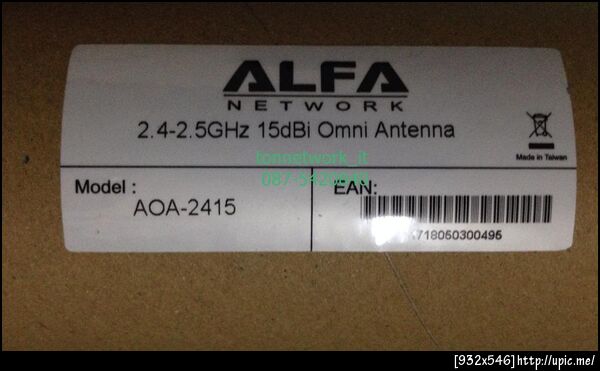 ALFA
NETWORK
2.4-2.5GHz 15dBi Omni Antenna
Made in Taiwan
tonnetwork_it
Model :
AOA-2415
EAN:
718050300495
[932x546]http://upic.me/